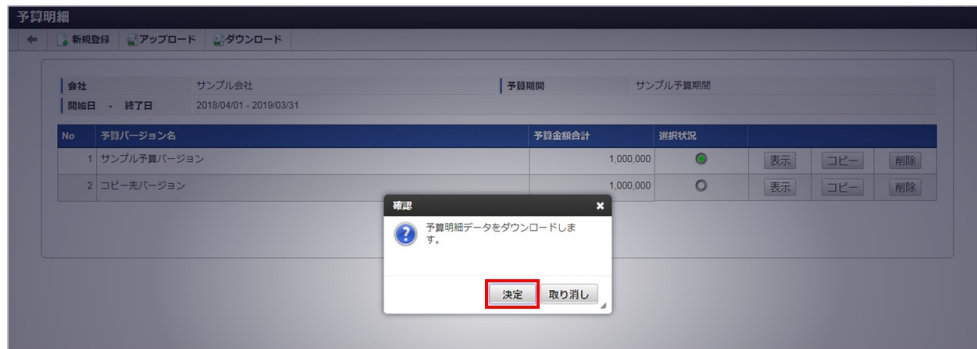 予算明細
新規登録 アップロード ダウンロード
会社 サンプル会社 予算期間 サンプル予算期間
開始日 - 終了日 2018/04/01 - 2019/03/31
No 予算バージョン名 予算金額合計 選択状況
1 サンプル予算バージョン 1,000,000 表示 コピー 削除
2 コピー先バージョン 1,000,000 表示 コピー 削除
確認
予算明細データをダウンロードしま
す。
決定 取り消し